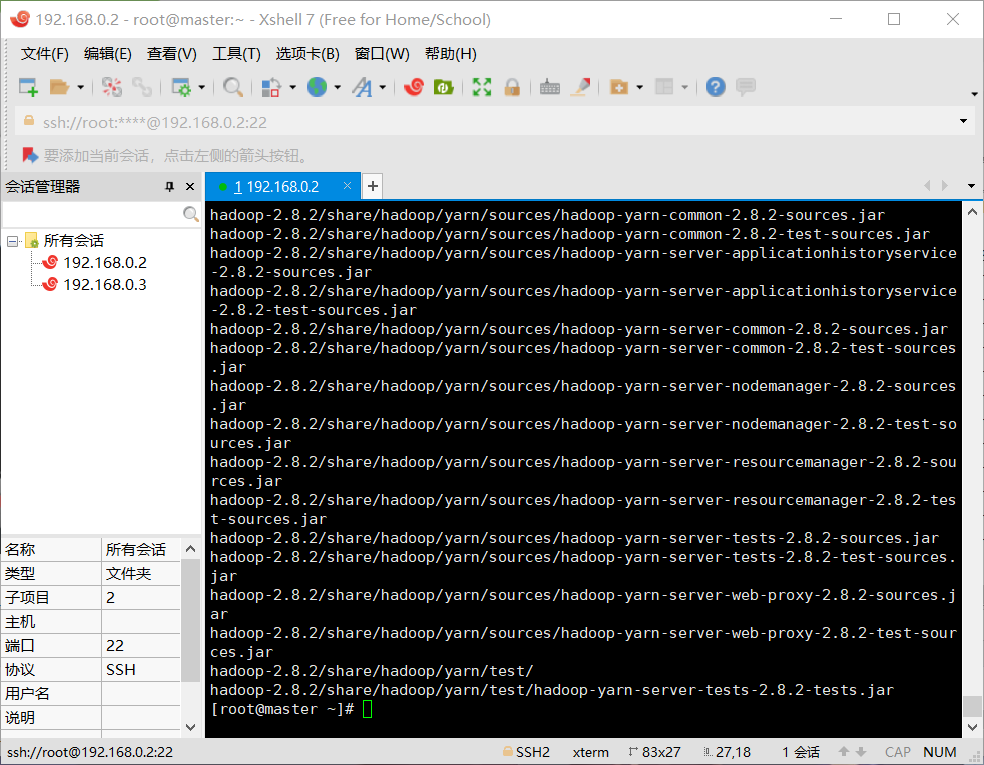 192.168.0.2 - root@master:~ - Xshell 7 (Free for Home/School)
文件(F) 编辑(E) 查看(V) 工具(T) 选项卡(B) 窗口(W) 帮助(H)
ssh://root:****@192.168.0.2:22
要添加当前会话，点击左侧的箭头按钮。
会话管理器
1 192.168.0.2
所有会话
192.168.0.2
192.168.0.3
名称 所有会话
类型 文件夹
子项目 2
主机
端口 22
协议 SSH
用户名
说明
hadoop-2.8.2/share/hadoop/yarn/sources/hadoop-yarn-common-2.8.2-sources.jar
hadoop-2.8.2/share/hadoop/yarn/sources/hadoop-yarn-common-2.8.2-test-sources.jar
hadoop-2.8.2/share/hadoop/yarn/sources/hadoop-yarn-server-applicationhistoryservice
-2.8.2-sources.jar
hadoop-2.8.2/share/hadoop/yarn/sources/hadoop-yarn-server-applicationhistoryservice
-2.8.2-test-sources.jar
hadoop-2.8.2/share/hadoop/yarn/sources/hadoop-yarn-server-common-2.8.2-sources.jar
hadoop-2.8.2/share/hadoop/yarn/sources/hadoop-yarn-server-common-2.8.2-test-sources
.jar
hadoop-2.8.2/share/hadoop/yarn/sources/hadoop-yarn-server-nodemanager-2.8.2-sources
.jar
hadoop-2.8.2/share/hadoop/yarn/sources/hadoop-yarn-server-nodemanager-2.8.2-test-so
urces.jar
hadoop-2.8.2/share/hadoop/yarn/sources/hadoop-yarn-server-resourcemanager-2.8.2-sou
rces.jar
hadoop-2.8.2/share/hadoop/yarn/sources/hadoop-yarn-server-resourcemanager-2.8.2-tes
t-sources.jar
hadoop-2.8.2/share/hadoop/yarn/sources/hadoop-yarn-server-tests-2.8.2-sources.jar
hadoop-2.8.2/share/hadoop/yarn/sources/hadoop-yarn-server-tests-2.8.2-test-sources.
jar
hadoop-2.8.2/share/hadoop/yarn/sources/hadoop-yarn-server-web-proxy-2.8.2-sources.j
ar
hadoop-2.8.2/share/hadoop/yarn/sources/hadoop-yarn-server-web-proxy-2.8.2-test-sour
ces.jar
hadoop-2.8.2/share/hadoop/yarn/test/
hadoop-2.8.2/share/hadoop/yarn/test/hadoop-yarn-server-tests-2.8.2-tests.jar
[root@master ~]#
ssh://root@192.168.0.2:22 SSH2 xterm 83x27 27,18 1 会话 CAP NUM